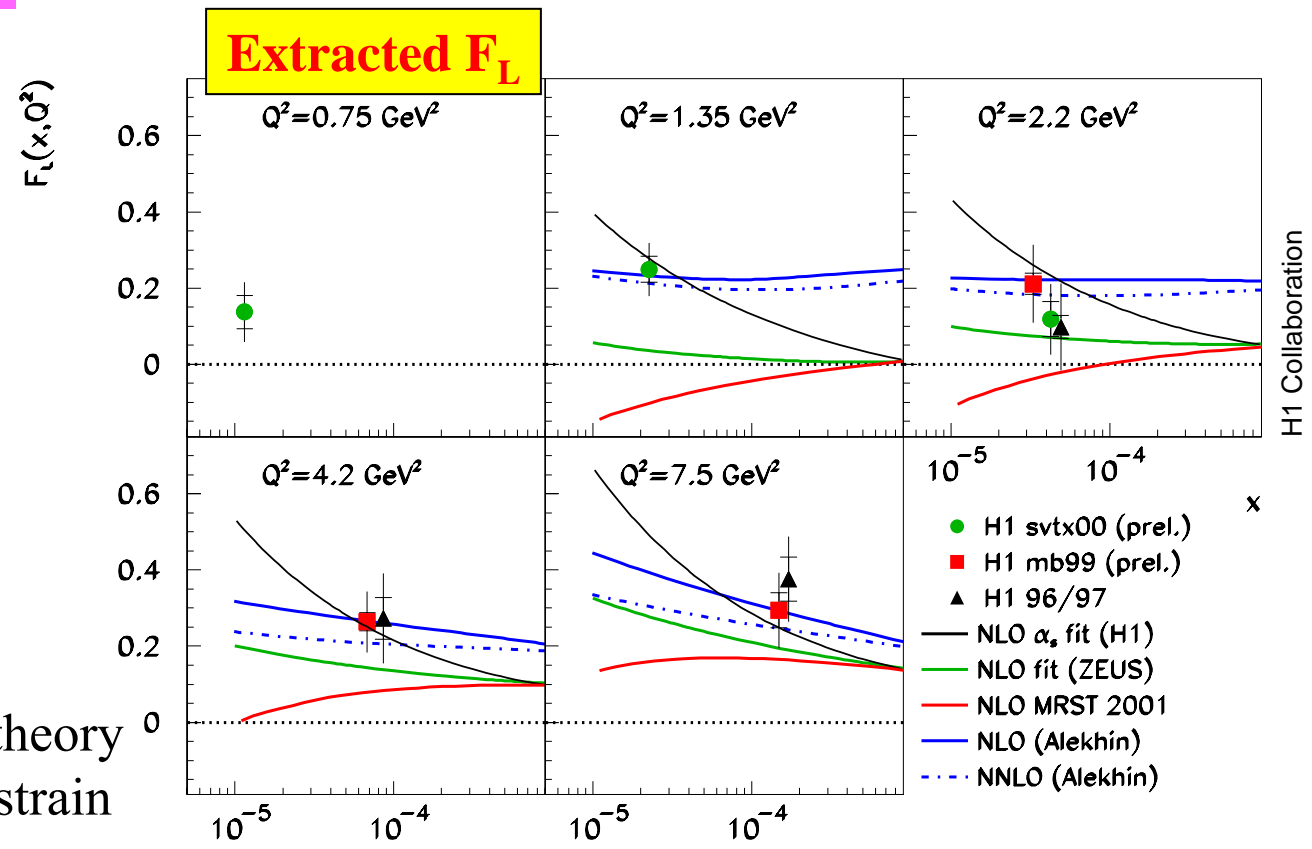 Extracted F_L
F_L(x,Q²)
Q²=0.75 GeV²
Q²=1.35 GeV²
Q²=2.2 GeV²
0.6
0.4
0.2
0
H1 Collaboration
Q²=4.2 GeV²
Q²=7.5 GeV²
10⁻⁵ 10⁻⁴
x
0.6
0.4
0.2
0
H1 svtx00 (prel.)
H1 mb99 (prel.)
H1 96/97
NLO αₛ fit (H1)
NLO fit (ZEUS)
NLO MRST 2001
NLO (Alekhin)
NNLO (Alekhin)
theory
strain
10⁻⁵ 10⁻⁴ 10⁻⁵ 10⁻⁴